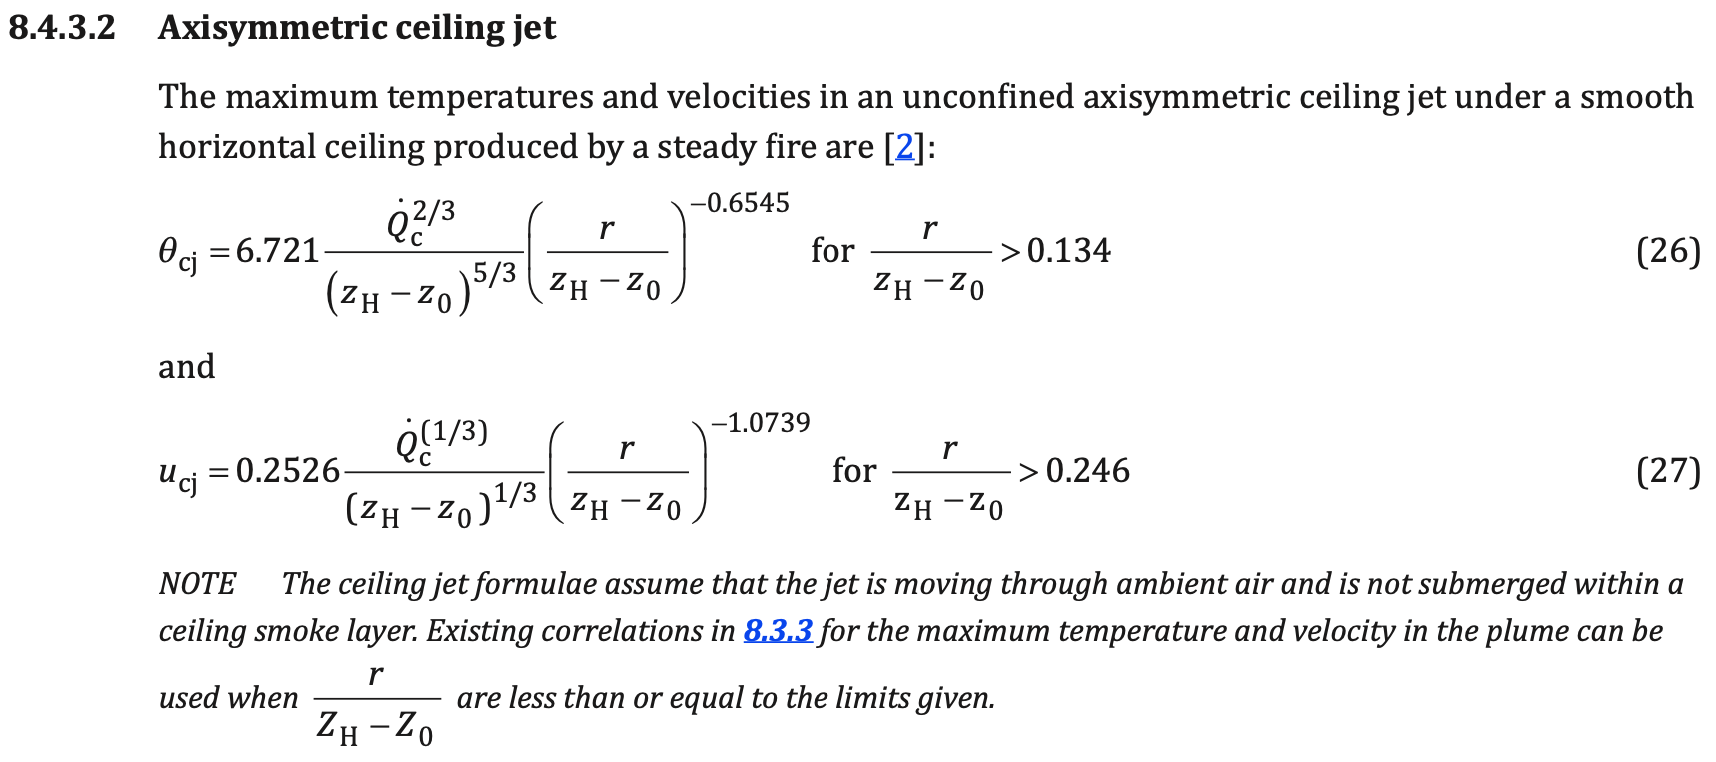 8.4.3.2 Axisymmetric ceiling jet
The maximum temperatures and velocities in an unconfined axisymmetric ceiling jet under a smooth
horizontal ceiling produced by a steady fire are [2]:
θ_cj = 6.721 \frac{\dot{Q}_c^{2/3}}{(z_H − z_0)^{5/3}} \left(\frac{r}{z_H − z_0}\right)^{−0.6545} for \frac{r}{z_H − z_0} > 0.134 (26)
and
u_cj = 0.2526 \frac{\dot{Q}_c^{(1/3)}}{(z_H − z_0)^{1/3}} \left(\frac{r}{z_H − z_0}\right)^{−1.0739} for \frac{r}{z_H − z_0} > 0.246 (27)
NOTE The ceiling jet formulae assume that the jet is moving through ambient air and is not submerged within a
ceiling smoke layer. Existing correlations in 8.3.3 for the maximum temperature and velocity in the plume can be
used when \frac{r}{Z_H − Z_0} are less than or equal to the limits given.